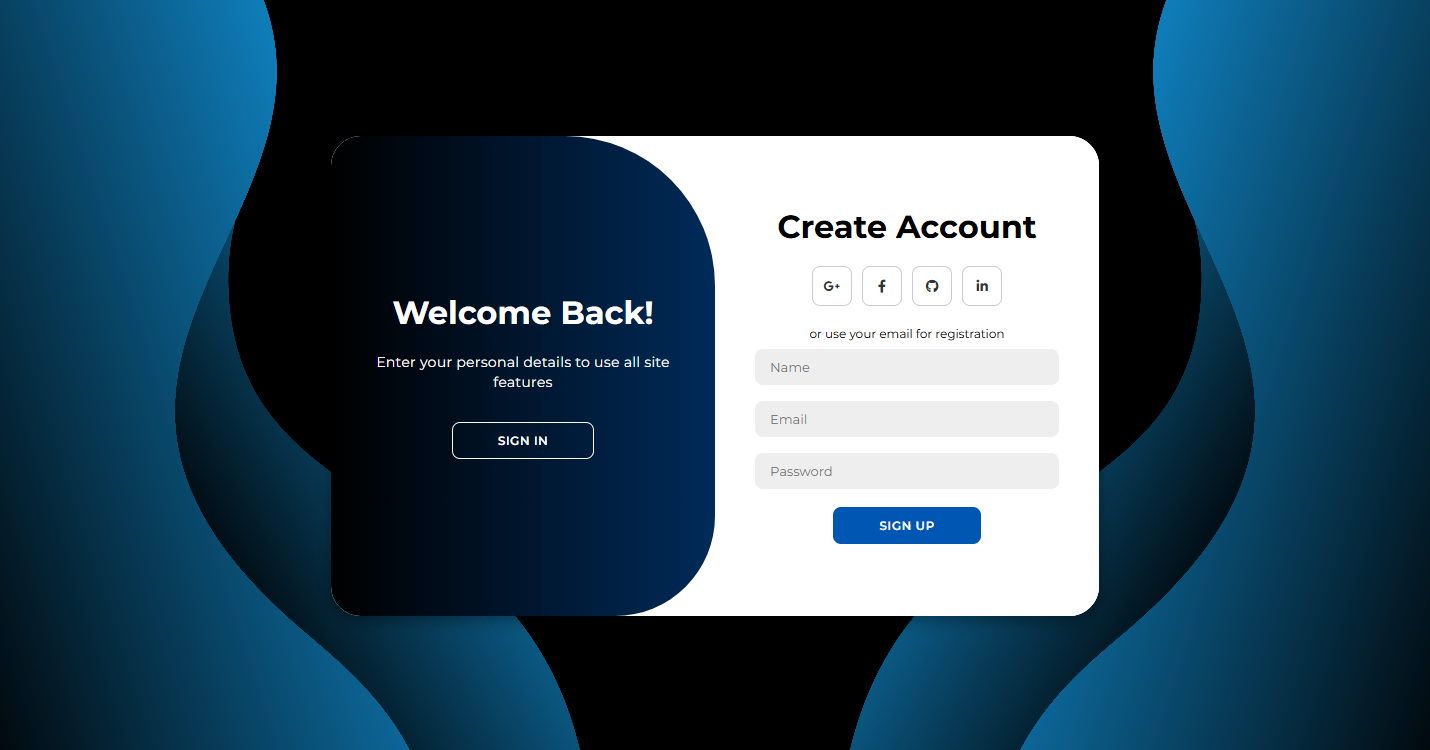 Welcome Back!
Enter your personal details to use all site
features
SIGN IN
Create Account
G+
f
in
or use your email for registration
Name
Email
Password
SIGN UP